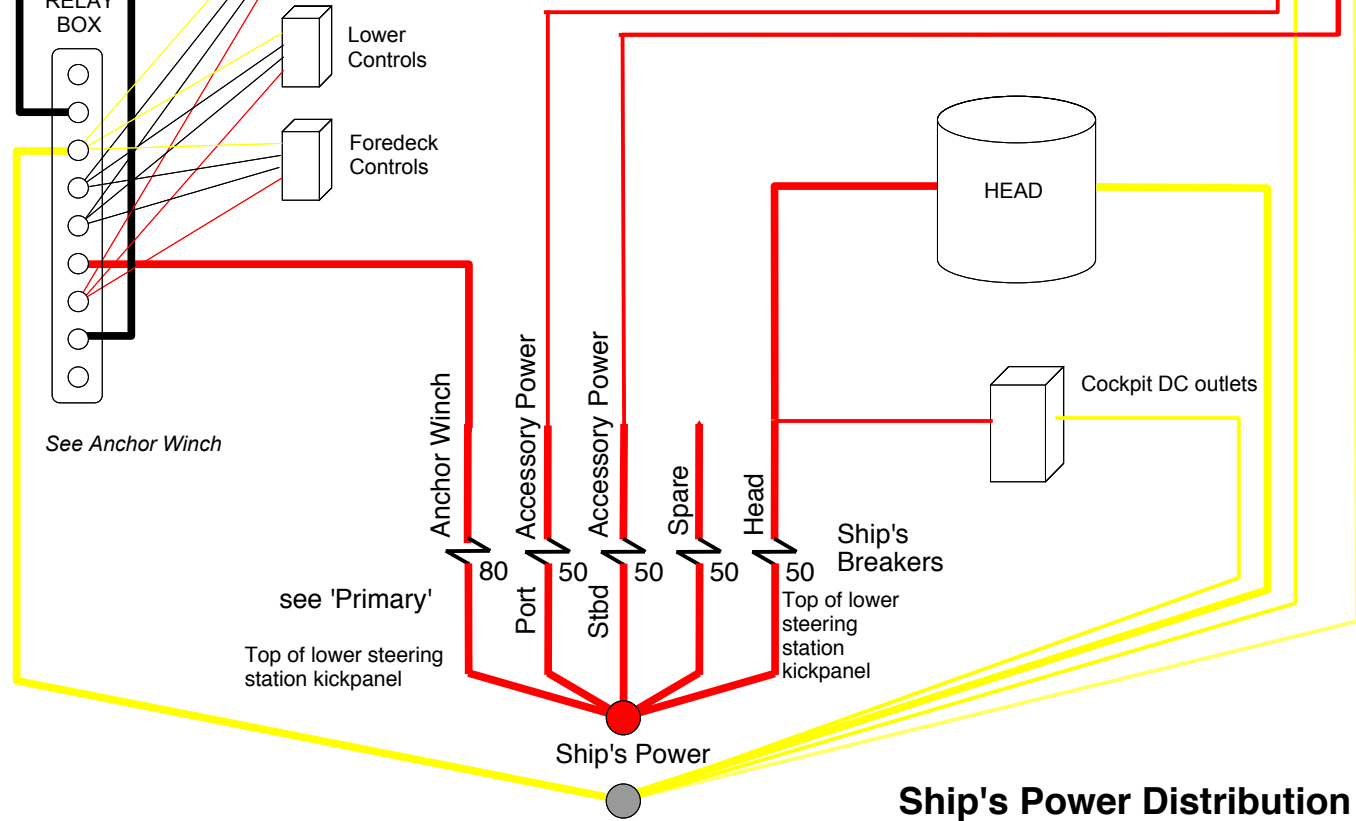 RELAY
BOX
Lower
Controls
Foredeck
Controls
HEAD
Cockpit DC outlets
See Anchor Winch
Anchor Winch
Accessory Power
Accessory Power
Spare
Head
Ship's
Breakers
80
50
50
50
50
see 'Primary'
Port
Stbd
Top of lower
steering
station
kickpanel
Top of lower steering
station kickpanel
Ship's Power
Ship's Power Distribution